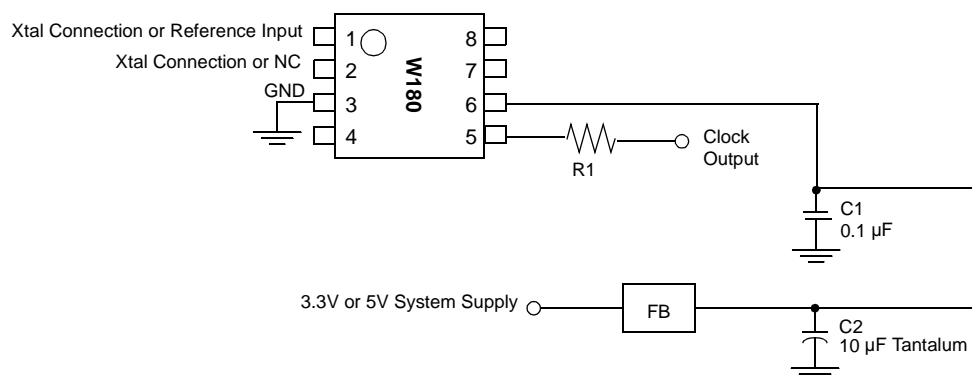 Xtal Connection or Reference Input
1
8
Xtal Connection or NC
2
7
W180
GND
3
6
4
5
Clock
Output
R1
C1
0.1 µF
3.3V or 5V System Supply
FB
C2
10 µF Tantalum